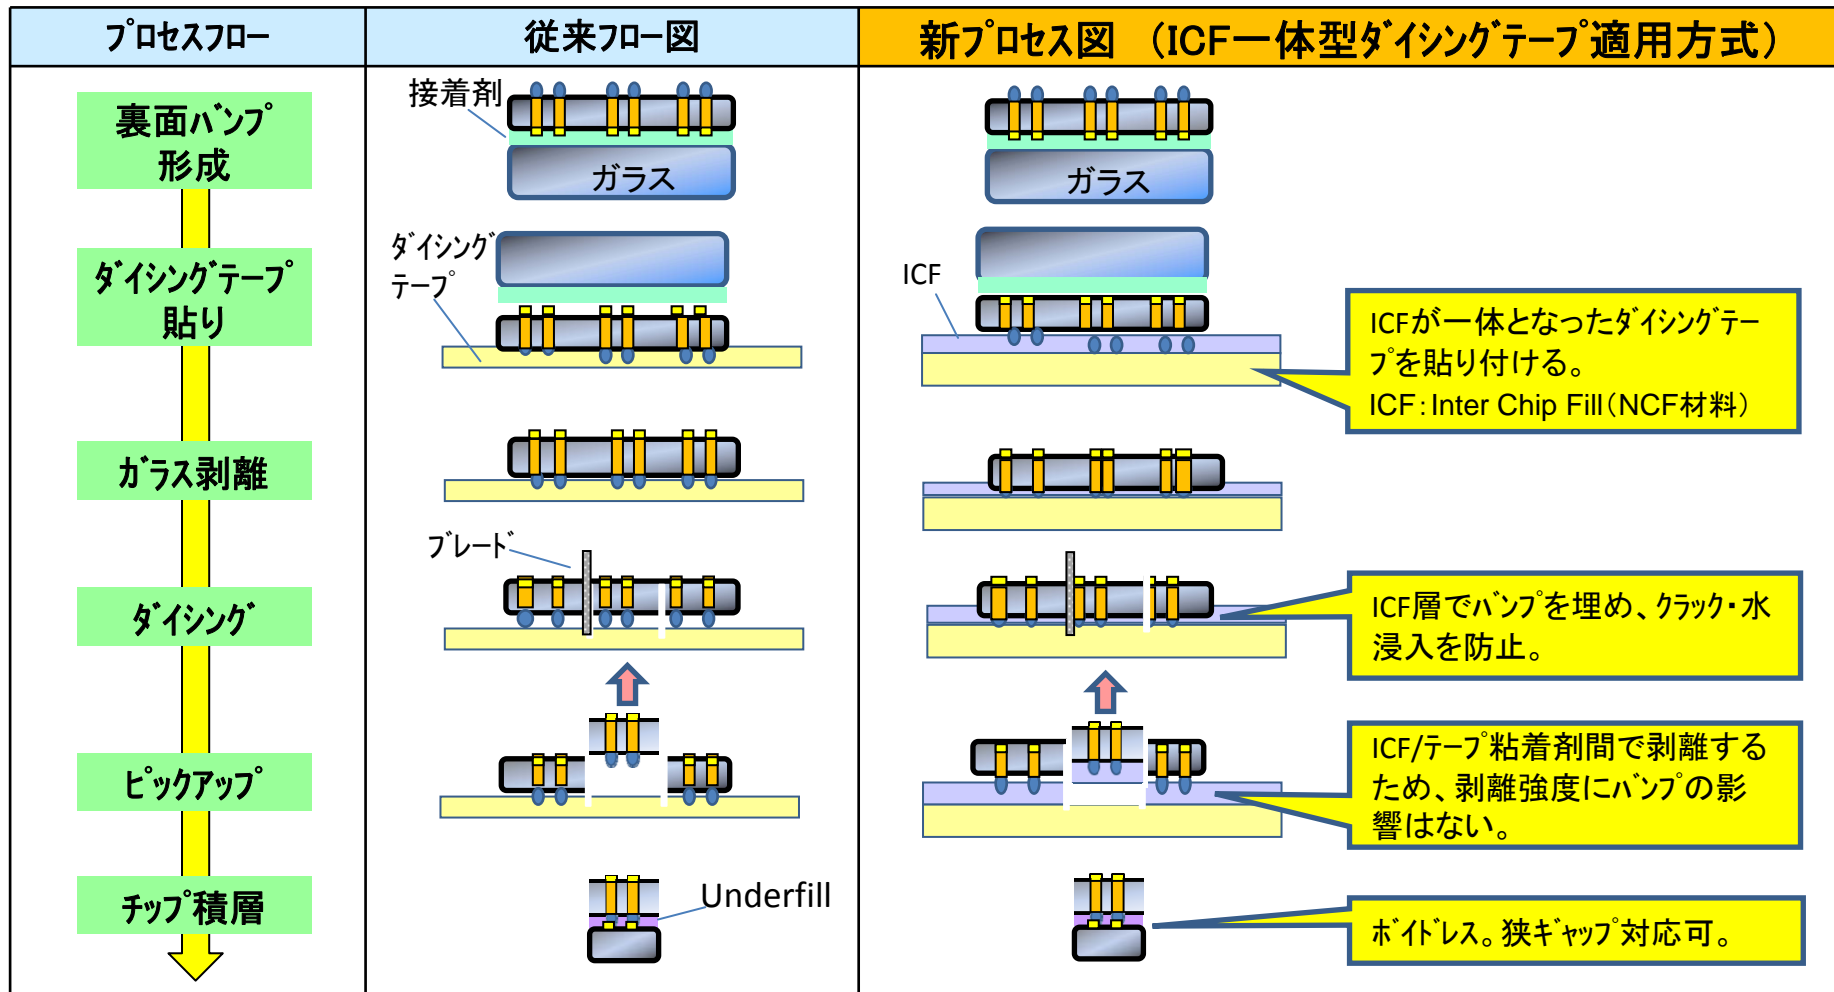 プロセスフロー
従来フロー図
新プロセス図 （ICF一体型ダイシングテープ適用方式）
裏面バンプ
形成
接着剤
ガラス
ガラス
ダイシングテープ
貼り
ダイシング
テープ
ICF
ICFが一体となったダイシングテー
プを貼り付ける。
ICF：Inter Chip Fill（NCF材料）
ガラス剥離
ダイシング
ブレード
ICF層でバンプを埋め、クラック・水
浸入を防止。
ピックアップ
ICF/テープ粘着剤間で剥離する
ため、剥離強度にバンプの影
響はない。
チップ積層
Underfill
ボイドレス。狭ギャップ対応可。